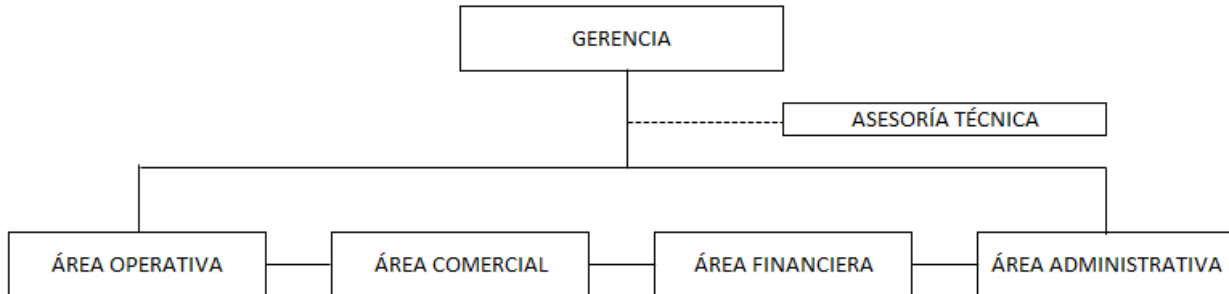 GERENCIA
ASESORÍA TÉCNICA
ÁREA OPERATIVA
ÁREA COMERCIAL
ÁREA FINANCIERA
ÁREA ADMINISTRATIVA